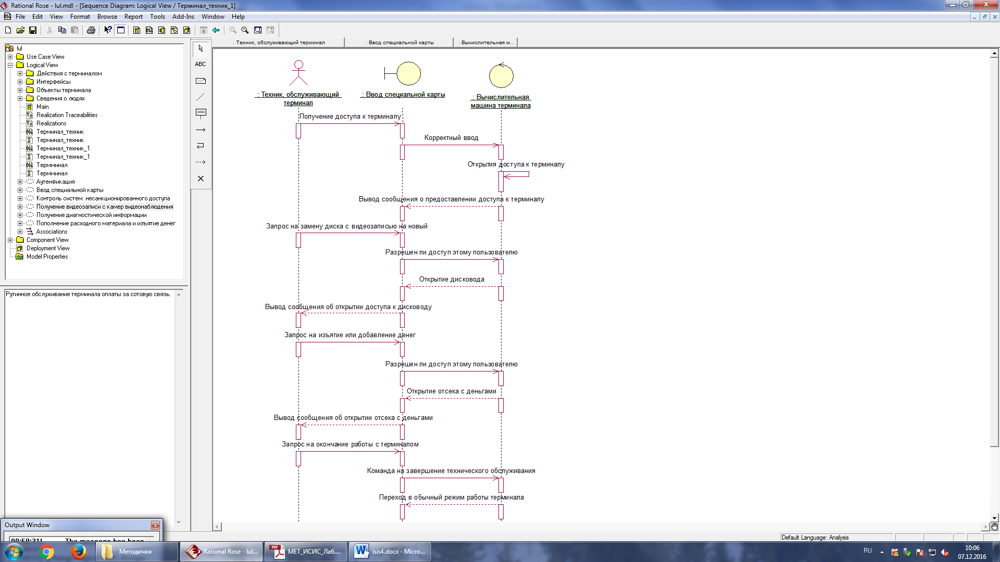 Rational Rose - lul.mdl - [Sequence Diagram: Logical View / Терминал_техник_1]
File Edit View Format Browse Report Tools Add-Ins Window Help
lul
Use Case View
Logical View
Действия с терминалом
Интерфейсы
Объекты терминала
Сведения о людях
Main
Realization Traceabilities
Realizations
Терминал_техник
Терминал_техник
Терминал_техник_1
Терминал_техник_1
Термминал
Термминал
Аутенфикация
Ввод специальной карты
Контроль систем несанкционированного доступа
Получение видеозаписи с камер видеонаблюдения
Получение диагностической информации
Пополнение расходного материала и изъятие денег
Associations
Component View
Deployment View
Model Properties
Рутинное обслуживание терминала оплаты за сотовую связь.
ABC
: Техник, обслуживающий терминал
: Ввод специальной карты
: Вычислительная м...
: Техник, обслуживающий
терминал
: Ввод специальной карты
: Вычислительная
машина терминала
Получение доступа к терминалу
Корректный ввод
Открытия доступа к терминалу
Вывод сообщения о предоставлении доступа к терминалу
Запрос на замену диска с видеозаписью на новый
Разрешен ли доступ этому пользователю
Открытие дисковода
Вывод сообщения об открытии доступа к дисководу
Запрос на изъятие или добавление денег
Разрешен ли доступ этому пользователю
Открытие отсека с деньгами
Вывод сообщения об открытии отсека с деньгами
Запрос на окончание работы с терминалом
Команда на завершение технического обслуживания
Переход в обычный режим работы терминала
Output Window
Default Language: Analysis
Методички
Rational Rose - lul...
МЕТ_ИСИС_Лаб....
isis4.docx - Micro...
RU
10:06
07.12.2016